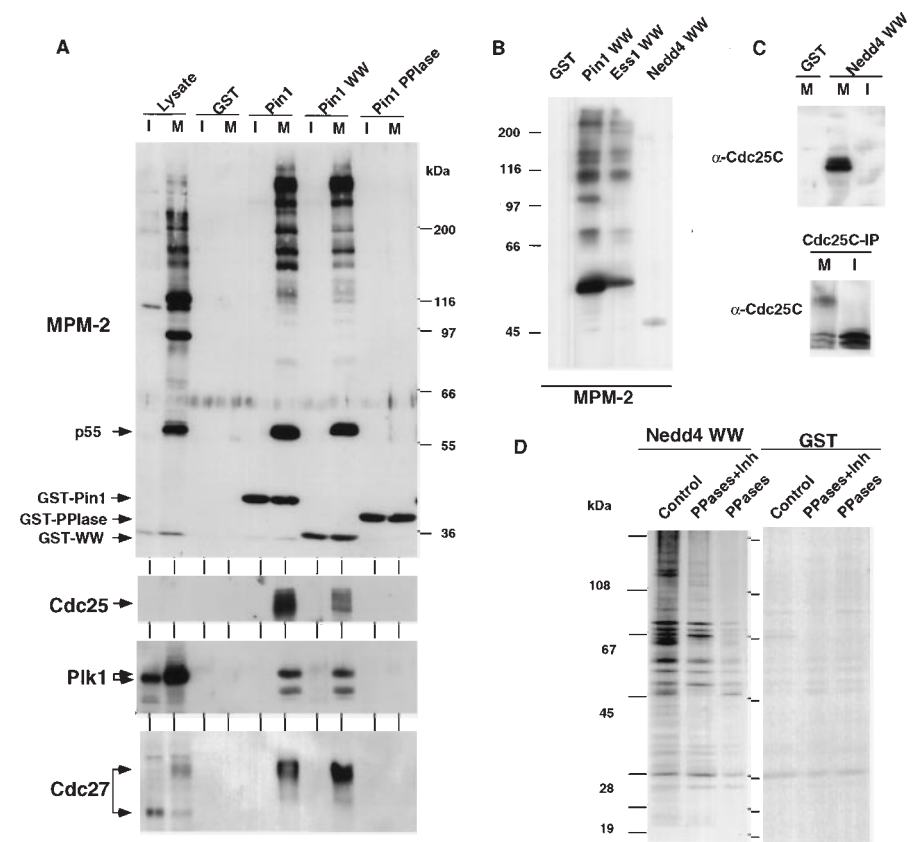 A
Lysate
GST
Pin1
Pin1 WW
Pin1 PPIase
I M I M I M I M I M
kDa
200
116
97
66
55
36
MPM-2
p55
GST-Pin1
GST-PPIase
GST-WW
Cdc25
Plk1
Cdc27
B
GST
Pin1 WW
Ess1 WW
Nedd4 WW
200
116
97
66
45
MPM-2
C
GST
Nedd4 WW
M M I
α-Cdc25C
Cdc25C-IP
M I
α-Cdc25C
D
Nedd4 WW
GST
Control
PPases+Inh
PPases
Control
PPases+Inh
PPases
kDa
108
67
45
28
19